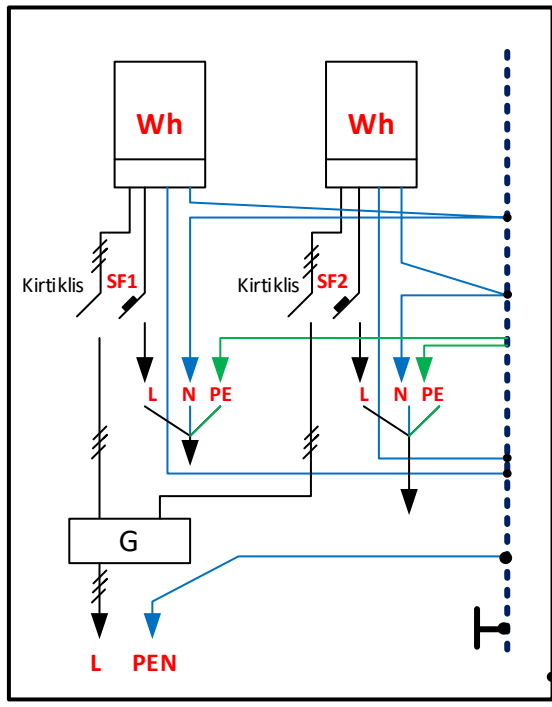 Wh Wh
Kirtiklis SF1 Kirtiklis SF2
L N PE L N PE
G
L PEN